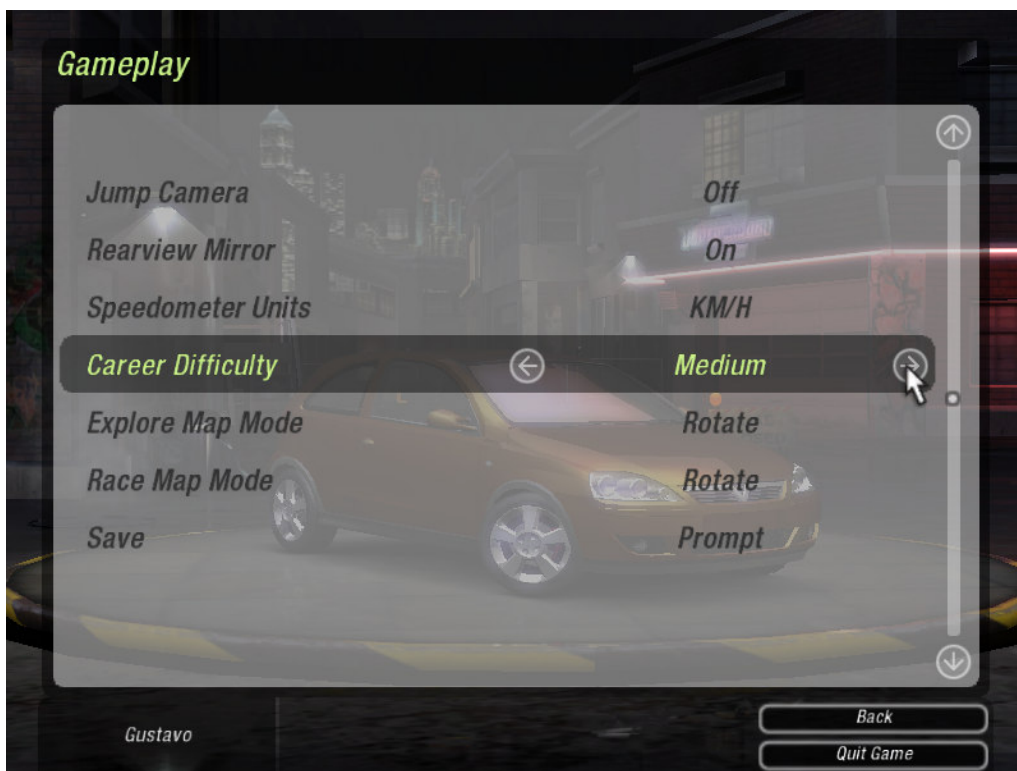 Gameplay
Jump Camera Off
Rearview Mirror On
Speedometer Units KM/H
Career Difficulty Medium
Explore Map Mode Rotate
Race Map Mode Rotate
Save Prompt
Gustavo
Back
Quit Game